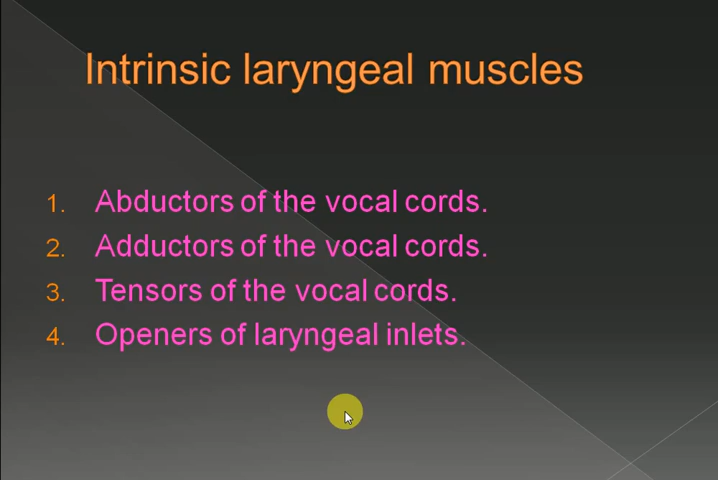 Intrinsic laryngeal muscles
1. Abductors of the vocal cords.
2. Adductors of the vocal cords.
3. Tensors of the vocal cords.
4. Openers of laryngeal inlets.